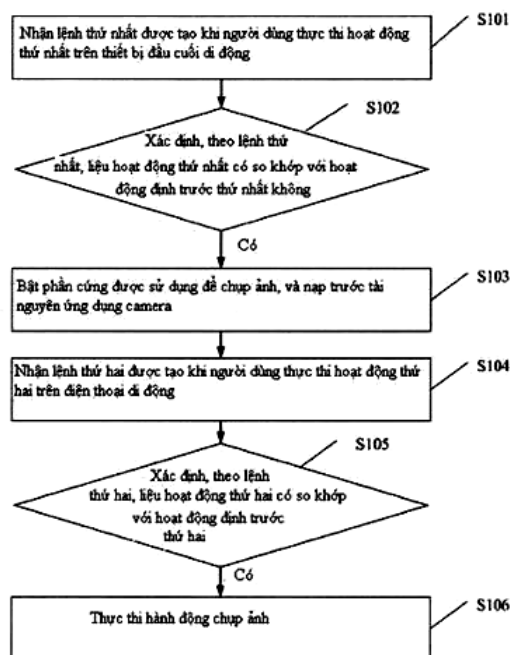 S101
Nhận lệnh thứ nhất được tạo khi người dùng thực thi hoạt động
thứ nhất trên thiết bị đầu cuối di động
S102
Xác định, theo lệnh thứ
nhất, liệu hoạt động thứ nhất có so khớp với hoạt
động định trước thứ nhất không
Có
S103
Bật phần cứng được sử dụng để chụp ảnh, và nạp trước tài
nguyên ứng dụng camera
S104
Nhận lệnh thứ hai được tạo khi người dùng thực thi hoạt động thứ
hai trên điện thoại di động
S105
Xác định, theo lệnh
thứ hai, liệu hoạt động thứ hai có so khớp
với hoạt động định trước
thứ hai
Có
S106
Thực thi hành động chụp ảnh